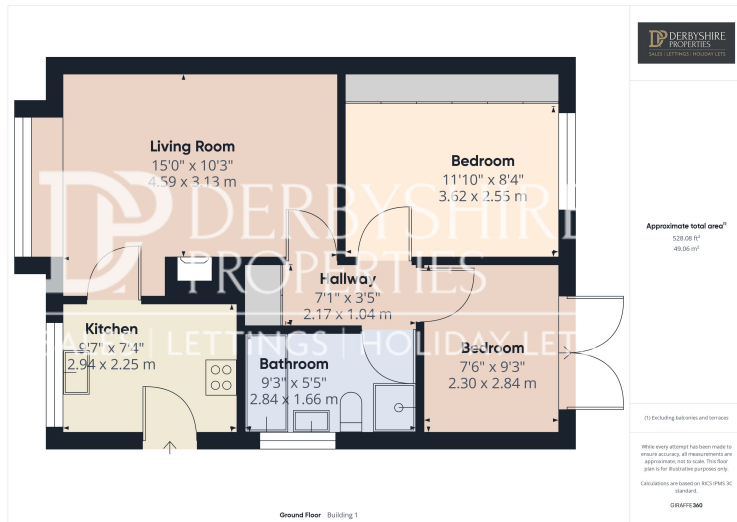 DERBYSHIRE
PROPERTIES
SALES | LETTINGS | HOLIDAY LETS
Living Room
15'0" x 10'3"
4.59 x 3.13 m
Bedroom
11'10" x 8'4"
3.62 x 2.55 m
DERBYSHIRE
PROPERTIES
SALES | LETTINGS | HOLIDAY LET
Hallway
7'1" x 3'5"
2.17 x 1.04 m
Kitchen
9'7" x 7'4"
2.94 x 2.25 m
Bathroom
9'3" x 5'5"
2.84 x 1.66 m
Bedroom
7'6" x 9'3"
2.30 x 2.84 m
Approximate total area(1)
528.08 ft²
49.06 m²
(1) Excluding balconies and terraces
While every attempt has been made to
ensure accuracy, all measurements are
approximate, not to scale. This floor
plan is for illustrative purposes only.
Calculations are based on RICS IPMS 3C
standard.
GIRAFFE360
Ground Floor Building 1